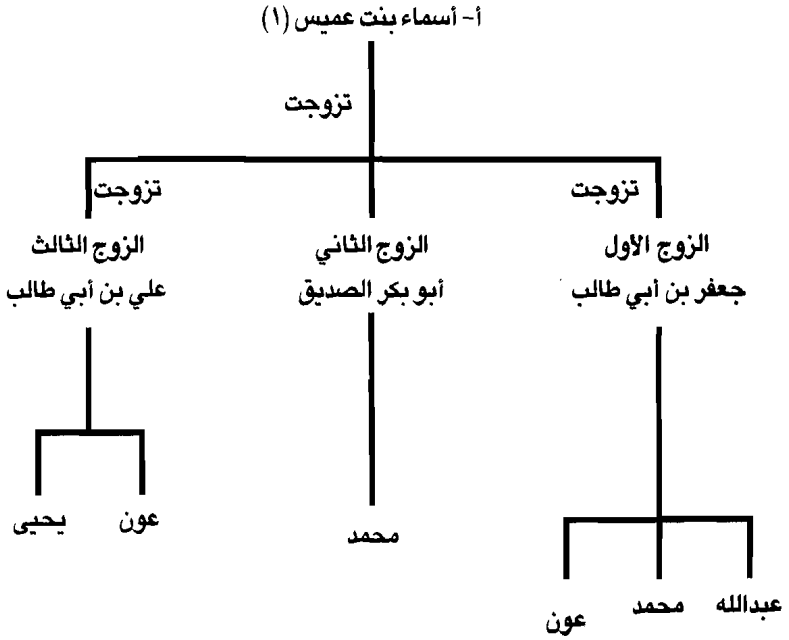 أ- أسماء بنت عميس (١)
تزوجت
تزوجت
تزوجت
الزوج الأول
الزوج الثاني
الزوج الثالث
جعفر بن أبي طالب
أبو بكر الصديق
علي بن أبي طالب
عون
يحيى
محمد
عبدالله
محمد
عون